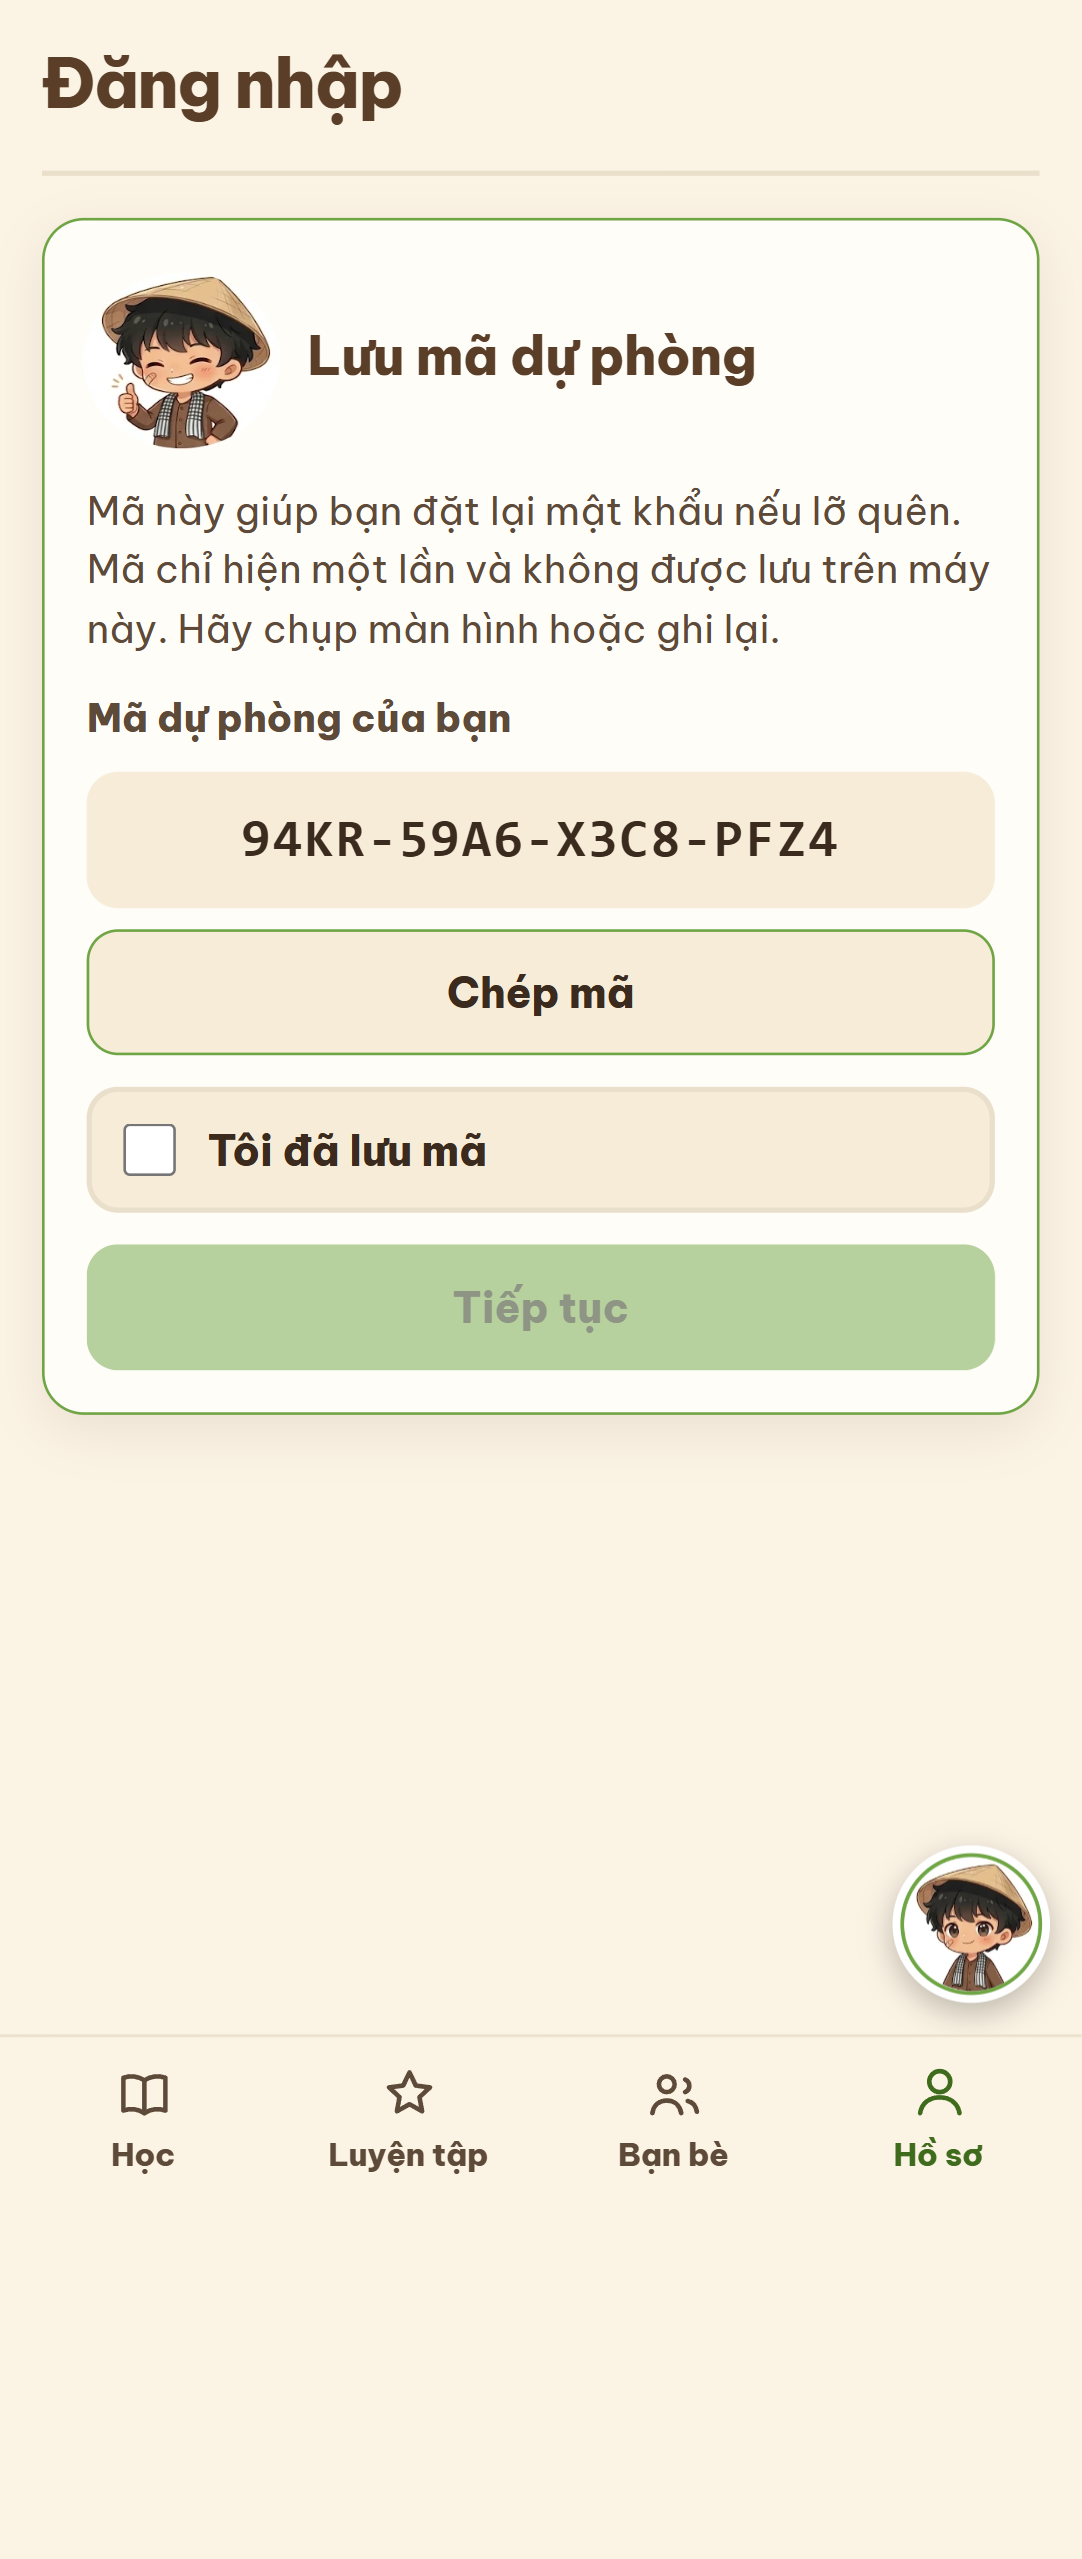 Đăng nhập
Lưu mã dự phòng
Mã này giúp bạn đặt lại mật khẩu nếu lỡ quên.
Mã chỉ hiện một lần và không được lưu trên máy
này. Hãy chụp màn hình hoặc ghi lại.
Mã dự phòng của bạn
94KR-59A6-X3C8-PFZ4
Chép mã
Tôi đã lưu mã
Tiếp tục
Học
Luyện tập
Bạn bè
Hồ sơ